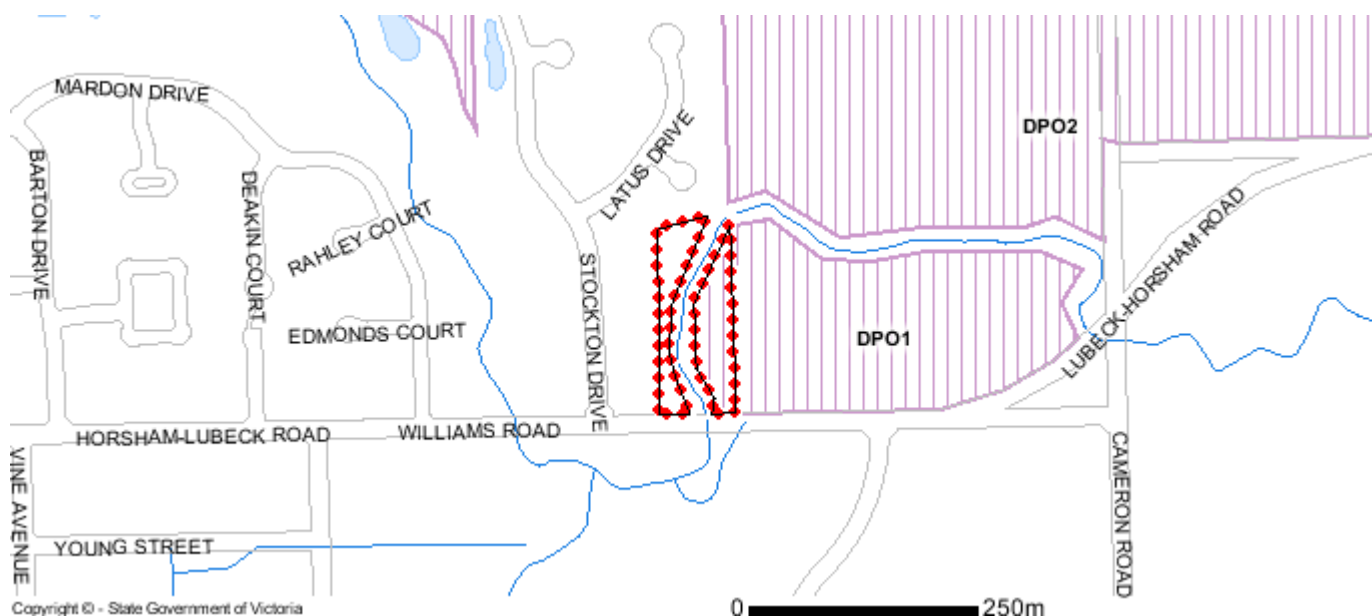 MARDON DRIVE
DPO2
LATUS DRIVE
BARTON DRIVE
DEAKIN COURT
RAHLEY COURT
LUBECK-HORSHAM ROAD
STOCKTON DRIVE
EDMONDS COURT
DPO1
HORSHAM-LUBECK ROAD
WILLIAMS ROAD
VINE AVENUE
CAMERON ROAD
YOUNG STREET
Copyright © - State Government of Victoria
0 250m